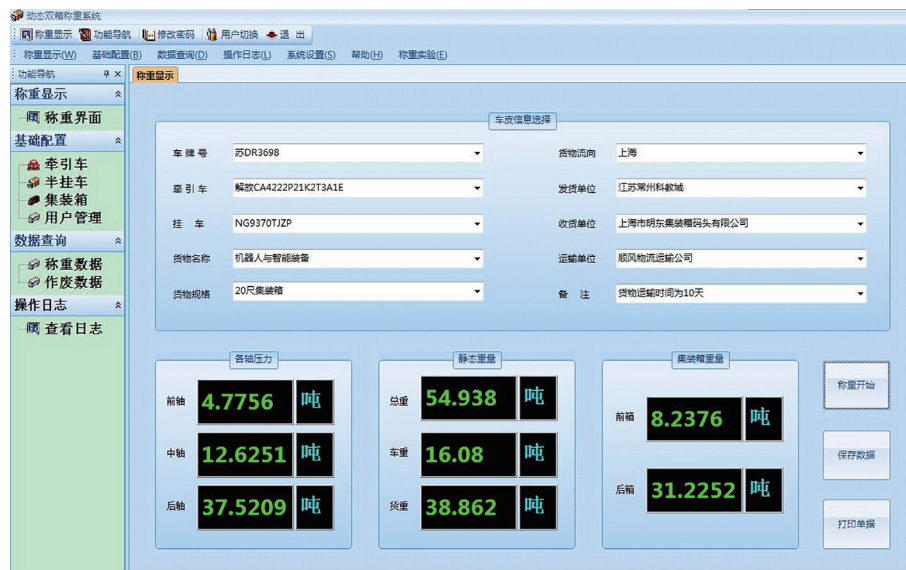 动态双箱称重系统
称重显示 功能导航 修改密码 用户切换 退 出
称重显示(W) 基础配置(B) 数据查询(D) 操作日志(L) 系统设置(S) 帮助(H) 称重实验(E)
功能导航
称重显示
称重显示
称重界面
基础配置
牵引车
半挂车
集装箱
用户管理
数据查询
称重数据
作废数据
操作日志
查看日志
车皮信息选择
车 牌 号 苏DR3698 货物流向 上海
牵 引 车 解放CA4222P21K2T3A1E 发货单位 江苏常州科教城
挂 车 NG9370TJZP 收货单位 上海市明东集装箱码头有限公司
货物名称 机器人与智能装备 运输单位 顺风物流运输公司
货物规格 20尺集装箱 备 注 货物运输时间为10天
各轴压力
前轴 4.7756 吨
中轴 12.6251 吨
后轴 37.5209 吨
静态重量
总重 54.938 吨
车重 16.08 吨
货重 38.862 吨
集装箱重量
前箱 8.2376 吨
后箱 31.2252 吨
称重开始
保存数据
打印单据